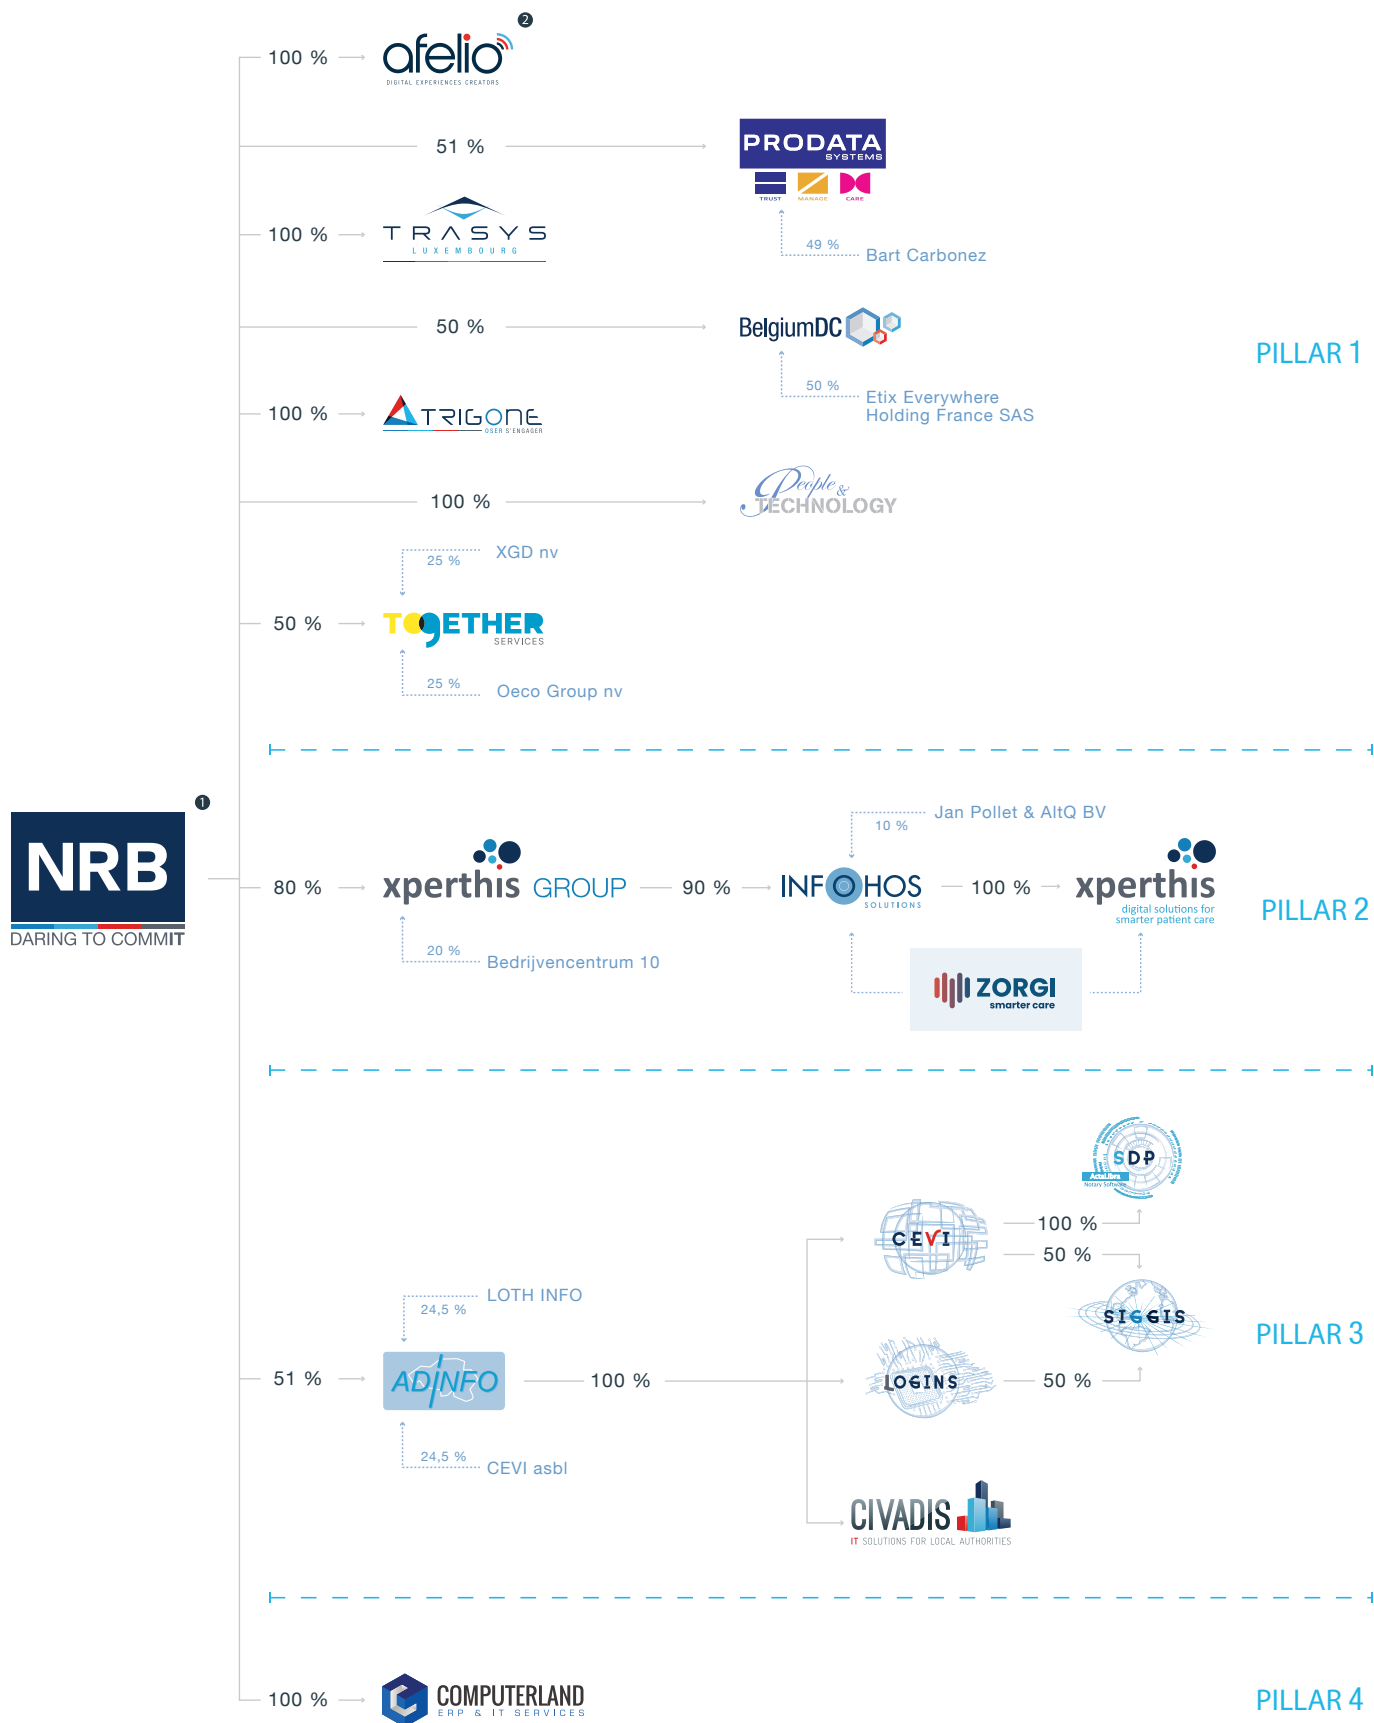 2
100 %
afelio
DIGITAL EXPERIENCES CREATORS
51 %
PRODATA
SYSTEMS
TRUST MANAGE CARE
100 %
TRASYS
LUXEMBOURG
49 %
Bart Carbonez
50 %
BelgiumDC
PILLAR 1
50 %
Etix Everywhere
Holding France SAS
100 %
TRIGONE
OSER S'ENGAGER
100 %
People &
TECHNOLOGY
XGD nv
25 %
50 %
TOGETHER
SERVICES
25 %
Oeco Group nv
1
NRB
DARING TO COMMIT
Jan Pollet & AltQ BV
10 %
80 %
xperthis GROUP
90 %
INFOHOS
SOLUTIONS
100 %
xperthis
digital solutions for
smarter patient care
PILLAR 2
20 %
Bedrijvencentrum 10
ZORGI
smarter care
SDP
ActaLibra
Notary Software
CEVI
100 %
50 %
LOTH INFO
24,5 %
SIGGIS
PILLAR 3
51 %
ADINFO
100 %
LOGINS
50 %
24,5 %
CEVI asbl
CIVADIS
IT SOLUTIONS FOR LOCAL AUTHORITIES
100 %
COMPUTERLAND
ERP & IT SERVICES
PILLAR 4